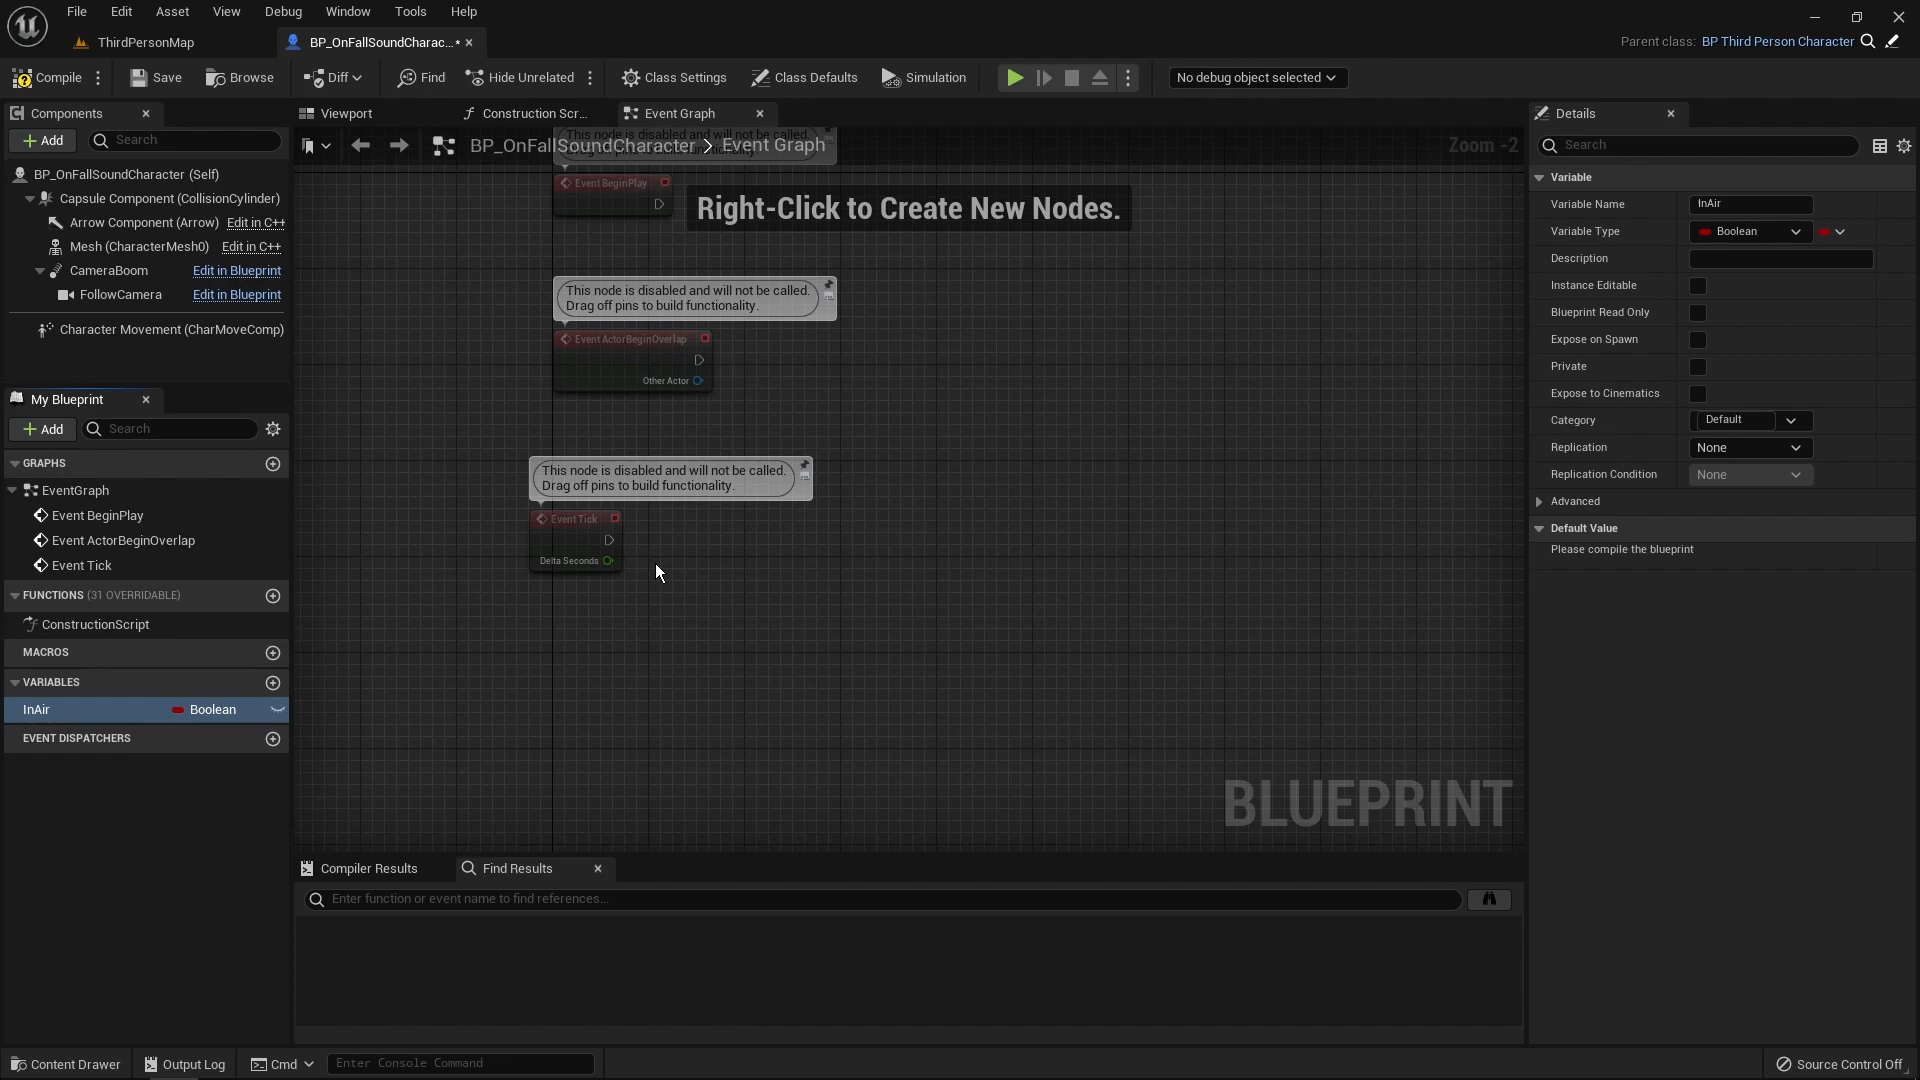 File Edit Asset View Debug Window Tools Help
ThirdPersonMap
BP_OnFallSoundCharac...*
Parent class: BP Third Person Character
Compile
Save
Browse
Diff
Find
Hide Unrelated
Class Settings
Class Defaults
Simulation
No debug object selected
Components
Add
Search
BP_OnFallSoundCharacter (Self)
Capsule Component (CollisionCylinder)
Arrow Component (Arrow) Edit in C++
Mesh (CharacterMesh0) Edit in C++
CameraBoom Edit in Blueprint
FollowCamera Edit in Blueprint
Character Movement (CharMoveComp)
My Blueprint
Add
Search
GRAPHS
EventGraph
Event BeginPlay
Event ActorBeginOverlap
Event Tick
FUNCTIONS (31 OVERRIDABLE)
ConstructionScript
MACROS
VARIABLES
InAir Boolean
EVENT DISPATCHERS
Viewport
Construction Scr...
Event Graph
This node is disabled and will not be called.
BP_OnFallSoundCharacter > Event Graph
Zoom -2
Event BeginPlay
Right-Click to Create New Nodes.
This node is disabled and will not be called.
Drag off pins to build functionality.
Event ActorBeginOverlap
Other Actor
This node is disabled and will not be called.
Drag off pins to build functionality.
Event Tick
Delta Seconds
BLUEPRINT
Compiler Results
Find Results
Enter function or event name to find references...
Details
Search
Variable
Variable Name InAir
Variable Type Boolean
Description
Instance Editable
Blueprint Read Only
Expose on Spawn
Private
Expose to Cinematics
Category Default
Replication None
Replication Condition None
Advanced
Default Value
Please compile the blueprint
Content Drawer
Output Log
Cmd
Enter Console Command
Source Control Off